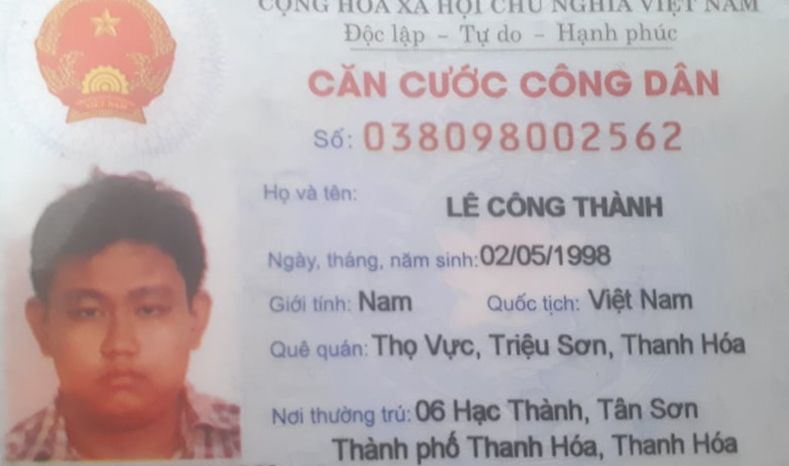 CỘNG HÒA XÃ HỘI CHỦ NGHĨA VIỆT NAM
Độc lập - Tự do - Hạnh phúc
CĂN CƯỚC CÔNG DÂN
Số: 038098002562
Họ và tên: LÊ CÔNG THÀNH
Ngày, tháng, năm sinh: 02/05/1998
Giới tính: Nam Quốc tịch: Việt Nam
Quê quán: Thọ Vực, Triệu Sơn, Thanh Hóa
Nơi thường trú: 06 Hạc Thành, Tân Sơn
Thành phố Thanh Hóa, Thanh Hóa